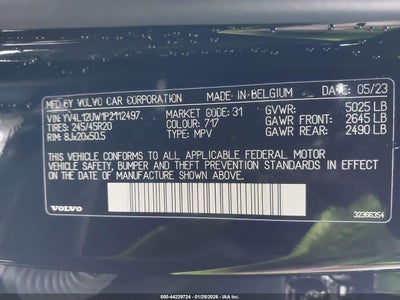 MFD. BY VOLVO CAR CORPORATION MADE IN BELGIUM DATE: 05/23
VIN: YV4L12UW1P2112497 MARKET CODE: 31 GVWR: 5025 LB
TIRES: 245/45R20 COLOUR: 717 GAWR FRONT: 2645 LB
RIM: 8Jx20x50.5 TYPE: MPV GAWR REAR: 2490 LB
THIS VEHICLE CONFORMS TO ALL APPLICABLE FEDERAL MOTOR
VEHICLE SAFETY, BUMPER AND THEFT PREVENTION STANDARDS IN EFFECT
ON THE DATE OF MANUFACTURE SHOWN ABOVE.
VOLVO 32366354
000-44229724 - 01/28/2026 - IAAI.COM